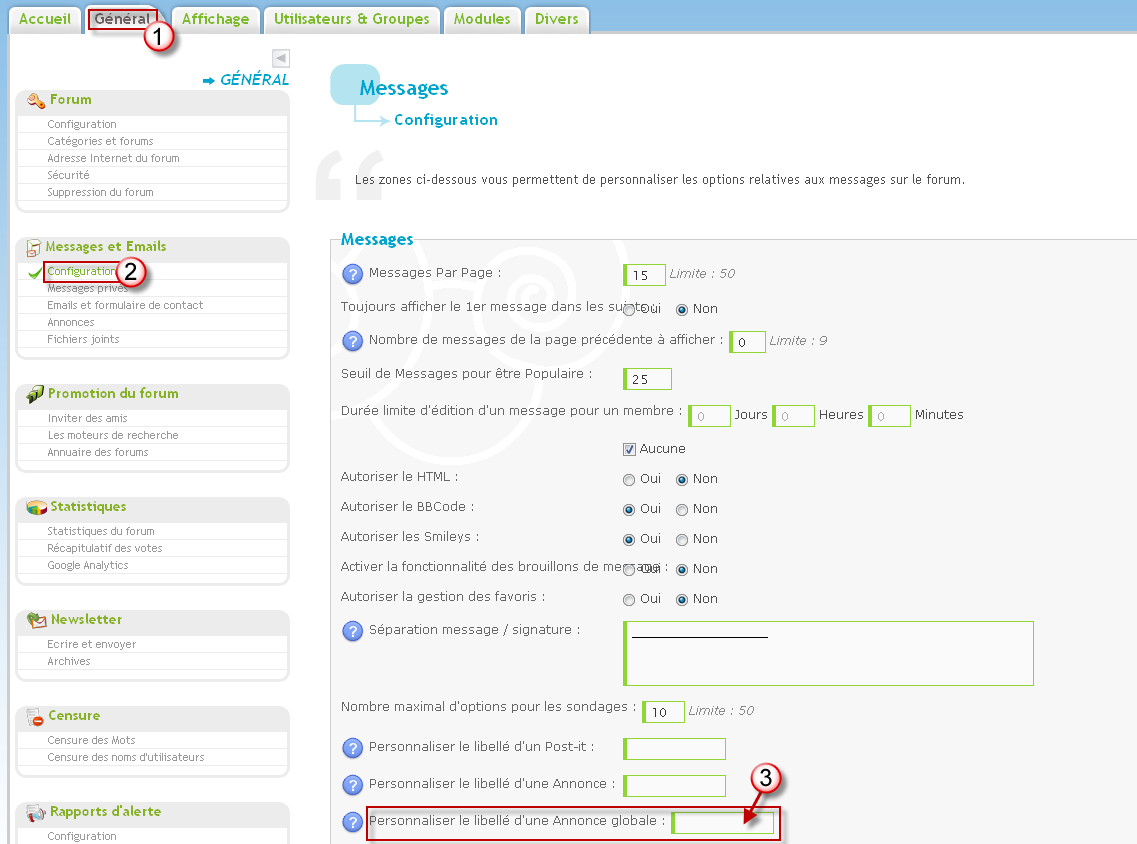 Accueil Général Affichage Utilisateurs & Groupes Modules Divers
1
GÉNÉRAL
Forum
Configuration
Catégories et forums
Adresse Internet du forum
Sécurité
Suppression du forum
Messages et Emails
Configuration 2
Messages privés
Emails et formulaire de contact
Annonces
Fichiers joints
Promotion du forum
Inviter des amis
Les moteurs de recherche
Annuaire des forums
Statistiques
Statistiques du forum
Récapitulatif des votes
Google Analytics
Newsletter
Ecrire et envoyer
Archives
Censure
Censure des Mots
Censure des noms d'utilisateurs
Rapports d'alerte
Configuration
Messages
Configuration
Les zones ci-dessous vous permettent de personnaliser les options relatives aux messages sur le forum.
Messages
? Messages Par Page : 15 Limite : 50
Toujours afficher le 1er message dans les sujets : Oui Non
? Nombre de messages de la page précédente à afficher : 0 Limite : 9
Seuil de Messages pour être Populaire : 25
Durée limite d'édition d'un message pour un membre : 0 Jours 0 Heures 0 Minutes
Aucune
Autoriser le HTML : Oui Non
Autoriser le BBCode : Oui Non
Autoriser les Smileys : Oui Non
Activer la fonctionnalité des brouillons de message : Oui Non
Autoriser la gestion des favoris : Oui Non
? Séparation message / signature : _________________
Nombre maximal d'options pour les sondages : 10 Limite : 50
? Personnaliser le libellé d'un Post-it :
? Personnaliser le libellé d'une Annonce :
3
? Personnaliser le libellé d'une Annonce globale :